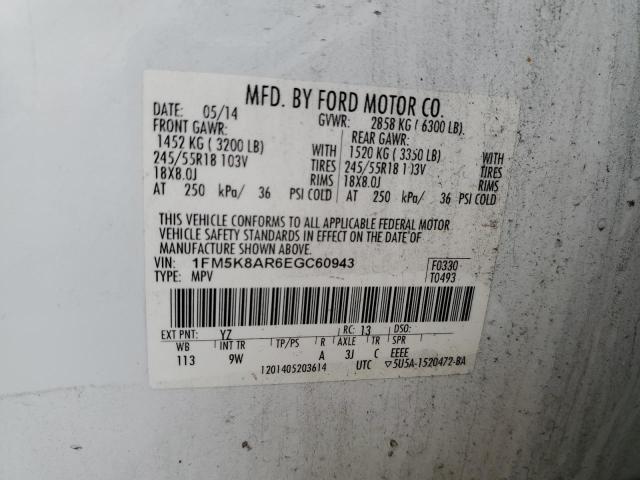 MFD. BY FORD MOTOR CO.
DATE: 05/14 GVWR: 2858 KG ( 6300 LB)
FRONT GAWR: REAR GAWR:
1452 KG ( 3200 LB) WITH 1520 KG ( 3350 LB) WITH
245/55R18 103V TIRES 245/55R18 103V TIRES
18X8.0J RIMS 18X8.0J RIMS
AT 250 kPa/ 36 PSI COLD AT 250 kPa/ 36 PSI COLD
THIS VEHICLE CONFORMS TO ALL APPLICABLE FEDERAL MOTOR
VEHICLE SAFETY STANDARDS IN EFFECT ON THE DATE OF
MANUFACTURE SHOWN ABOVE.
VIN: 1FM5K8AR6EGC60943 F0330
TYPE: MPV T0493
EXT PNT: YZ RC: 13 DSO:
WB INT TR TP/PS R AXLE TR SPR
113 9W A 3J C EEEE
1201405203614 UTC ▽5U5A-1520472-BA